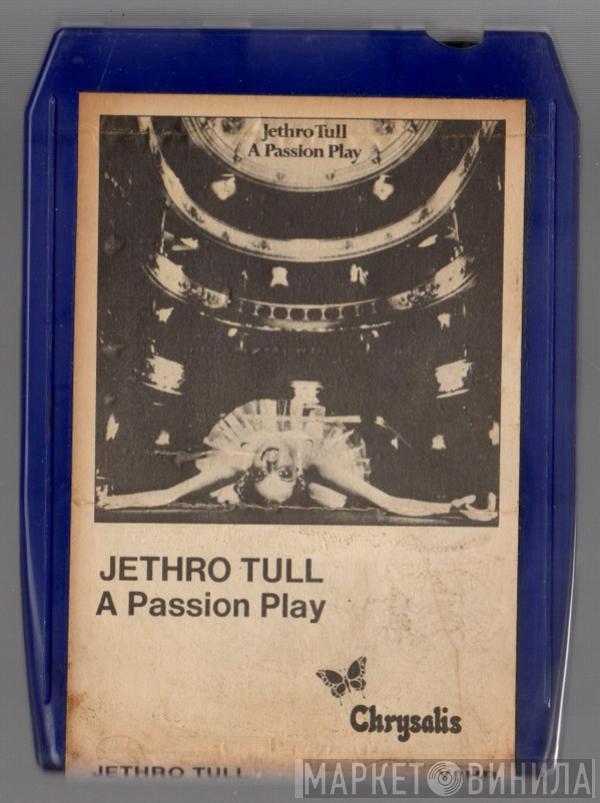 Jethro Tull
A Passion Play
JETHRO TULL
A Passion Play
Chrysalis
JETHRO TULL
МАРКЕТ ВИНИЛА